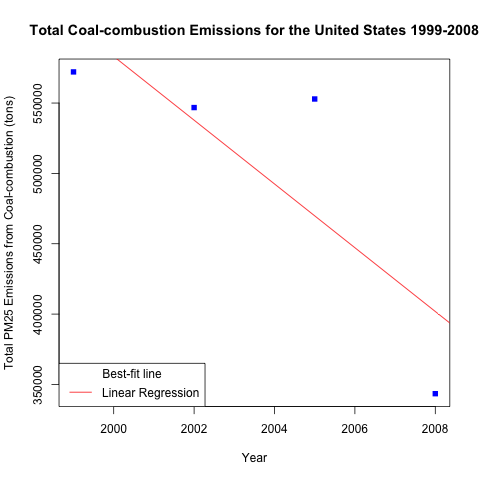 Total Coal-combustion Emissions for the United States 1999-2008
Total PM25 Emissions from Coal-combustion (tons)
550000
500000
450000
400000
350000
Best-fit line
Linear Regression
2000
2002
2004
2006
2008
Year